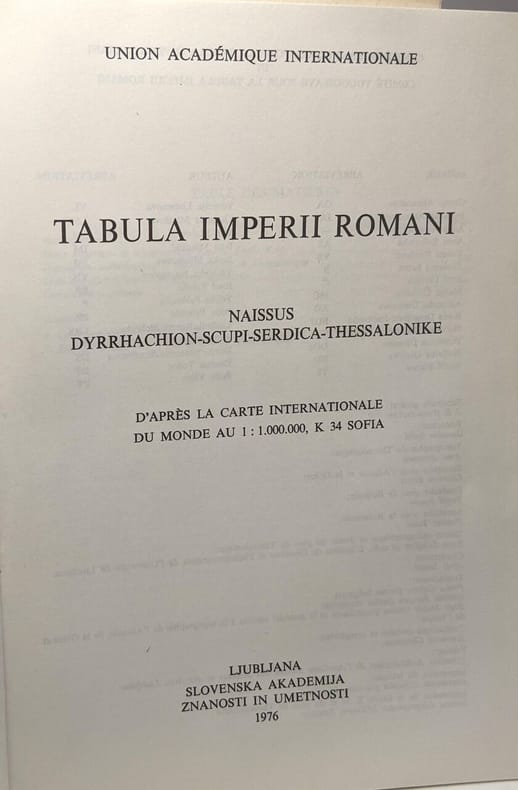 UNION ACADÉMIQUE INTERNATIONALE
TABULA IMPERII ROMANI
NAISSUS
DYRRHACHION-SCUPI-SERDICA-THESSALONIKE
D'APRÈS LA CARTE INTERNATIONALE
DU MONDE AU 1 : 1.000.000, K 34 SOFIA
LJUBLJANA
SLOVENSKA AKADEMIJA
ZNANOSTI IN UMETNOSTI
1976